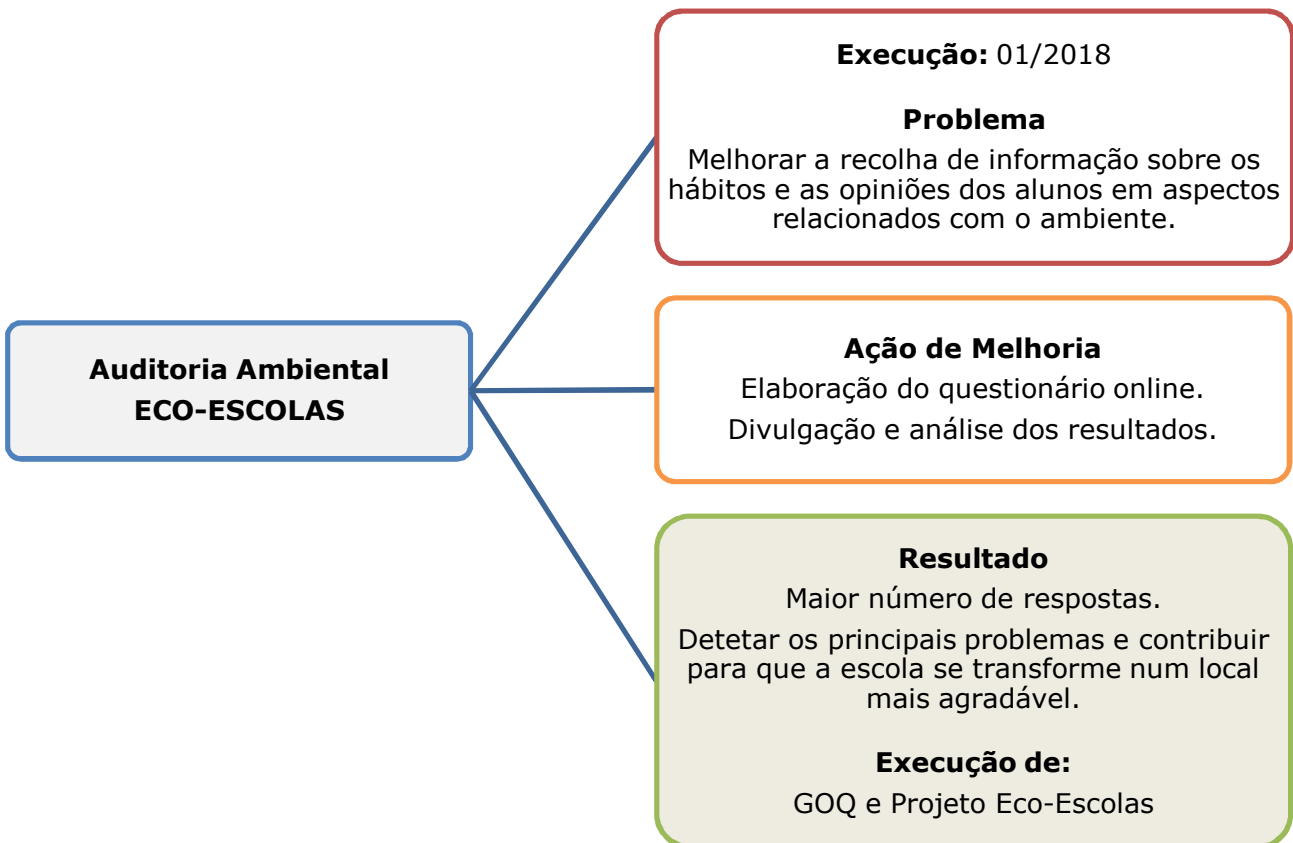 Execução: 01/2018
Problema
Melhorar a recolha de informação sobre os
hábitos e as opiniões dos alunos em aspectos
relacionados com o ambiente.
Auditoria Ambiental
ECO-ESCOLAS
Ação de Melhoria
Elaboração do questionário online.
Divulgação e análise dos resultados.
Resultado
Maior número de respostas.
Detetar os principais problemas e contribuir
para que a escola se transforme num local
mais agradável.
Execução de:
GOQ e Projeto Eco-Escolas